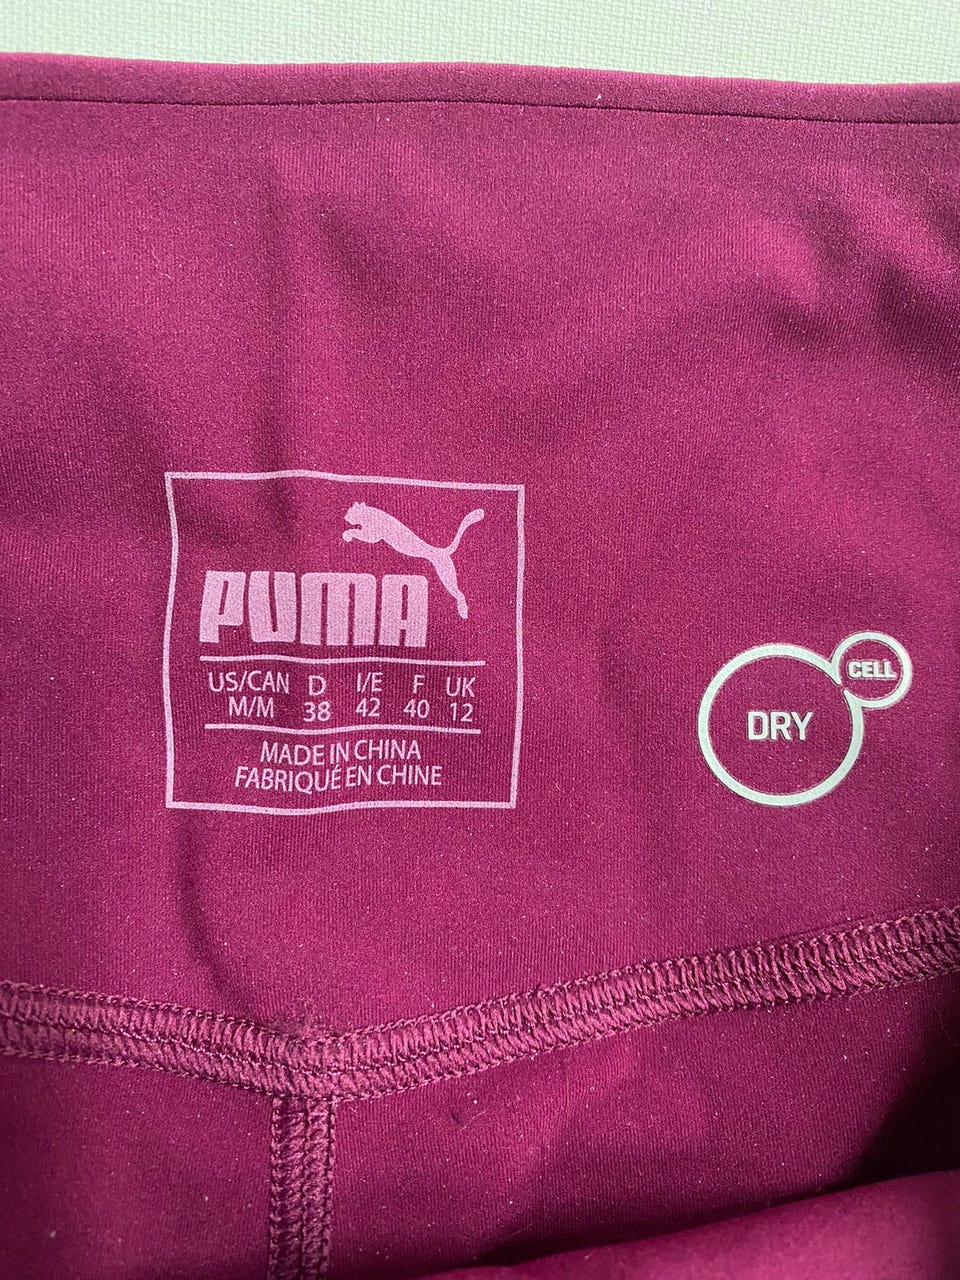 PUMA
US/CAN D I/E F UK
M/M 38 42 40 12
MADE IN CHINA
FABRIQUÉ EN CHINE
DRY
CELL